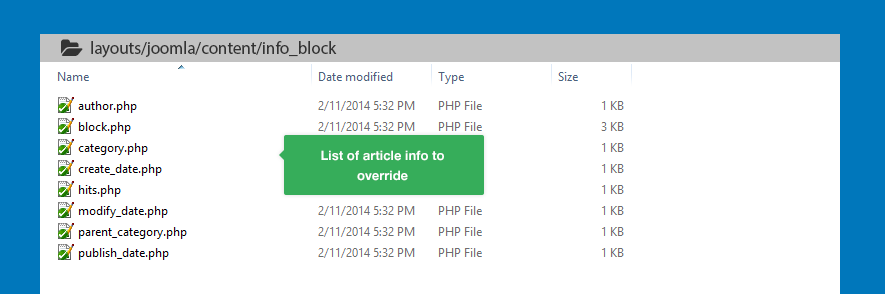 layouts/joomla/content/info_block
Name Date modified Type Size
author.php 2/11/2014 5:32 PM PHP File 1 KB
block.php 2/11/2014 5:32 PM PHP File 3 KB
category.php 1 KB
create_date.php 1 KB
hits.php 1 KB
List of article info to
override
modify_date.php 2/11/2014 5:32 PM PHP File 1 KB
parent_category.php 2/11/2014 5:32 PM PHP File 1 KB
publish_date.php 2/11/2014 5:32 PM PHP File 1 KB